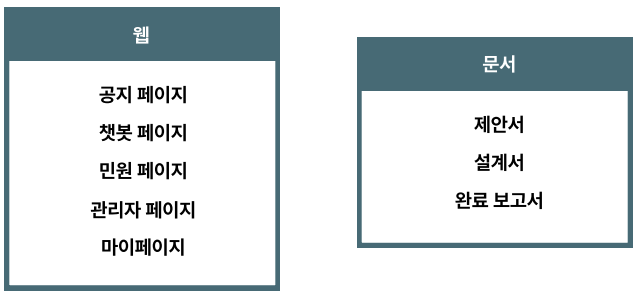 웹
공지 페이지
챗봇 페이지
민원 페이지
관리자 페이지
마이페이지
문서
제안서
설계서
완료 보고서